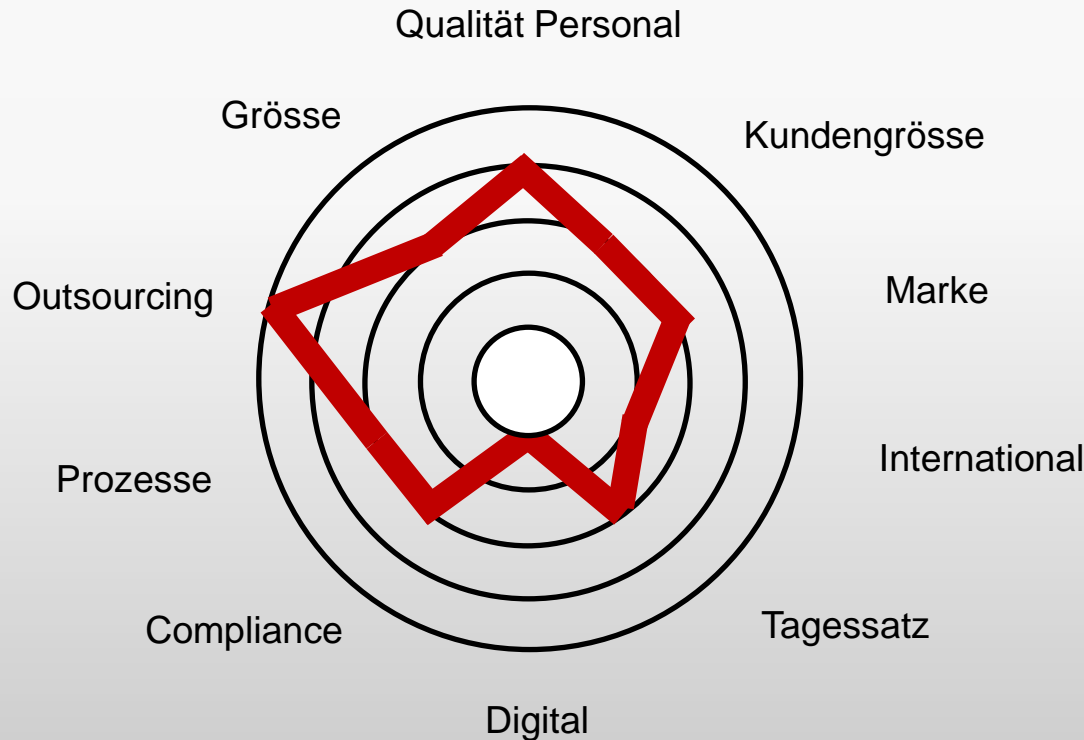 Qualität Personal
Grösse
Kundengrösse
Marke
Outsourcing
International
Prozesse
Tagessatz
Compliance
Digital